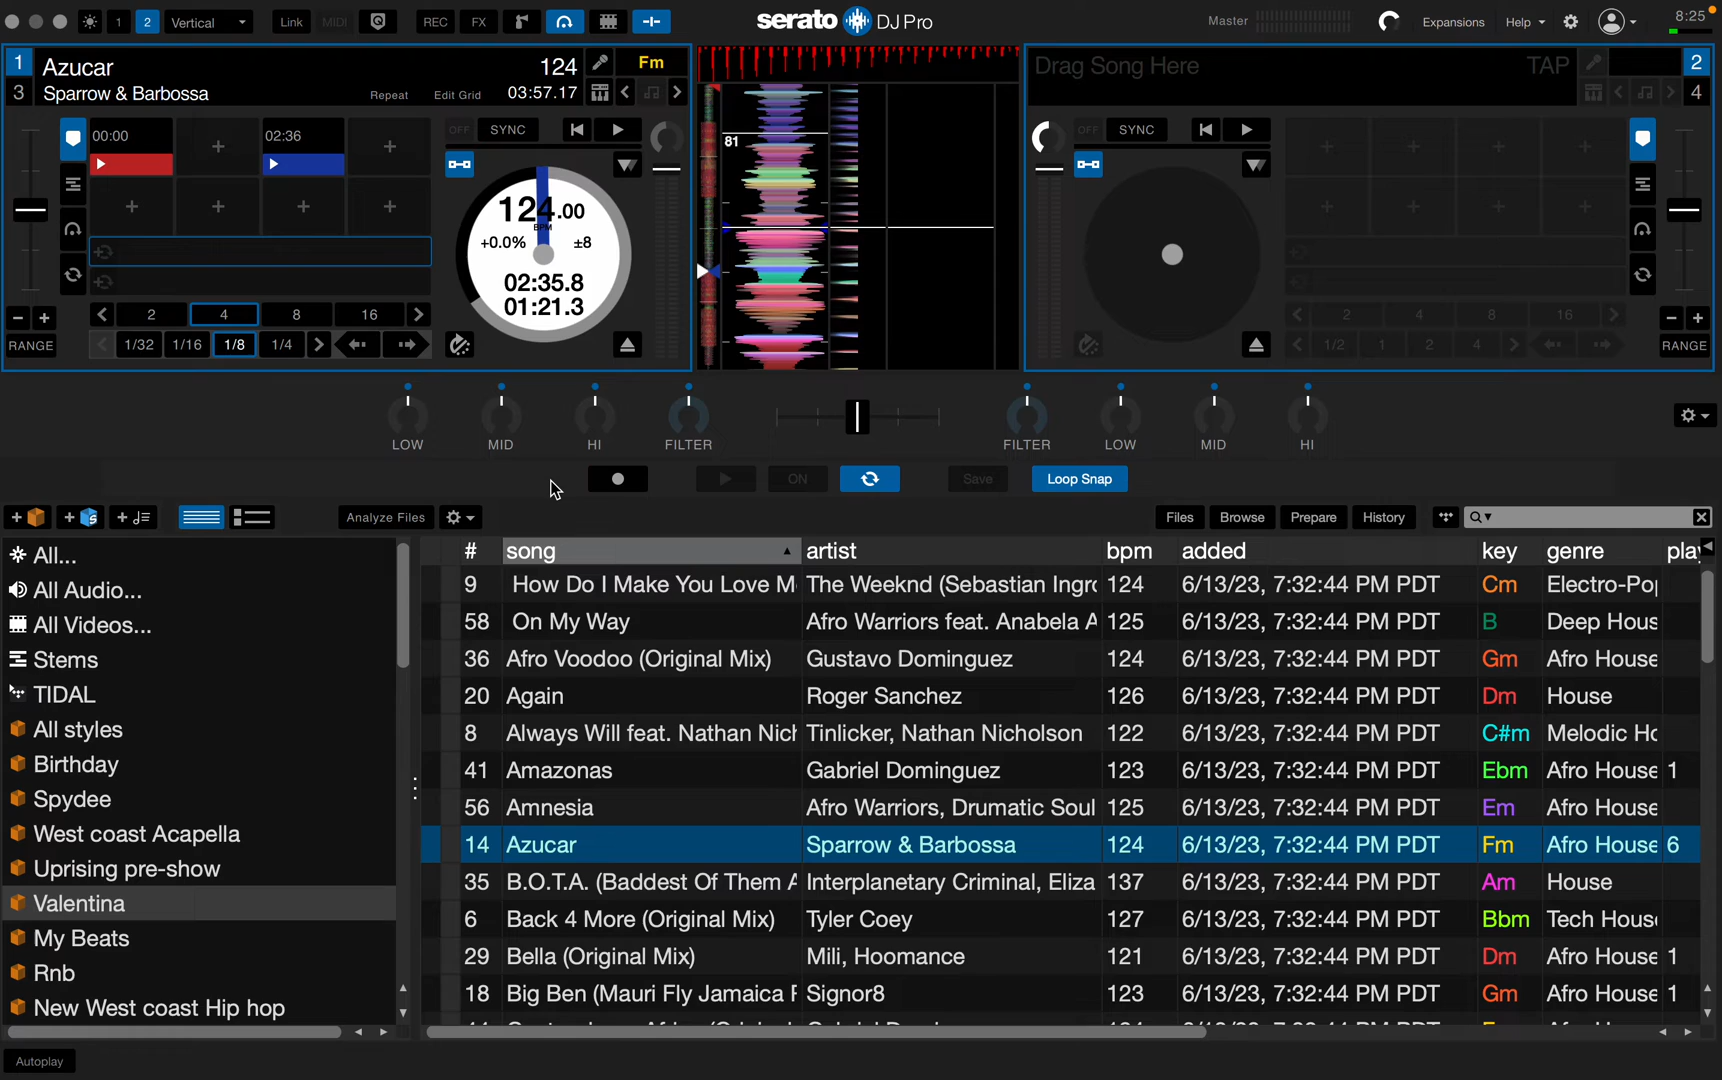 1 2 Vertical Link MIDI REC FX serato DJ Pro Master Expansions Help 8:25
1 Azucar 124 Fm
3 Sparrow & Barbossa Repeat Edit Grid 03:57.17
Drag Song Here TAP 2
4
00:00 + 02:36 + OFF SYNC
+ + + +
124.00
BPM
+0.0% ±8
02:35.8
01:21.3
2 4 8 16
1/32 1/16 1/8 1/4
RANGE
81
OFF SYNC
2 4 8 16
1/2 1 2 4
RANGE
LOW MID HI FILTER FILTER LOW MID HI
ON Save Loop Snap
+ + + Analyze Files Files Browse Prepare History
All...
All Audio...
All Videos...
Stems
TIDAL
All styles
Birthday
Spydee
West coast Acapella
Uprising pre-show
Valentina
My Beats
Rnb
New West coast Hip hop
# song artist bpm added key genre play
9 How Do I Make You Love M The Weeknd (Sebastian Ingro 124 6/13/23, 7:32:44 PM PDT Cm Electro-Pop
58 On My Way Afro Warriors feat. Anabela A 125 6/13/23, 7:32:44 PM PDT B Deep Hous
36 Afro Voodoo (Original Mix) Gustavo Dominguez 124 6/13/23, 7:32:44 PM PDT Gm Afro House
20 Again Roger Sanchez 126 6/13/23, 7:32:44 PM PDT Dm House
8 Always Will feat. Nathan Nich Tinlicker, Nathan Nicholson 122 6/13/23, 7:32:44 PM PDT C#m Melodic Ho
41 Amazonas Gabriel Dominguez 123 6/13/23, 7:32:44 PM PDT Ebm Afro House 1
56 Amnesia Afro Warriors, Drumatic Soul 125 6/13/23, 7:32:44 PM PDT Em Afro House
14 Azucar Sparrow & Barbossa 124 6/13/23, 7:32:44 PM PDT Fm Afro House 6
35 B.O.T.A. (Baddest Of Them A Interplanetary Criminal, Eliza 137 6/13/23, 7:32:44 PM PDT Am House
6 Back 4 More (Original Mix) Tyler Coey 127 6/13/23, 7:32:44 PM PDT Bbm Tech House
29 Bella (Original Mix) Mili, Hoomance 121 6/13/23, 7:32:44 PM PDT Dm Afro House 1
18 Big Ben (Mauri Fly Jamaica F Signor8 123 6/13/23, 7:32:44 PM PDT Gm Afro House 1
Autoplay